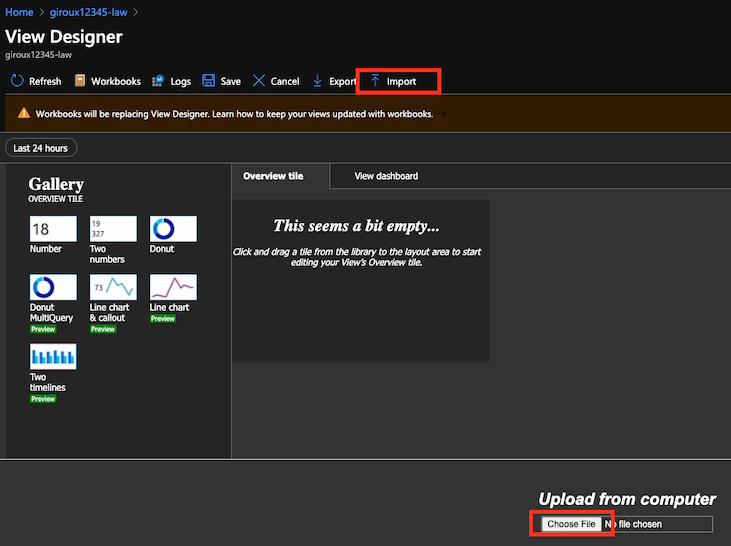 Home > giroux12345-law >
View Designer
giroux12345-law
Refresh Workbooks Logs Save Cancel Export Import
Workbooks will be replacing View Designer. Learn how to keep your views updated with workbooks. →
Last 24 hours
Gallery
OVERVIEW TILE
18
Number
19
327
Two
numbers
Donut
Donut
MultiQuery
Preview
73
Line chart
& callout
Preview
Line chart
Preview
Two
timelines
Preview
Overview tile View dashboard
This seems a bit empty...
Click and drag a tile from the library to the layout area to start
editing your View's Overview tile.
Upload from computer
Choose File No file chosen